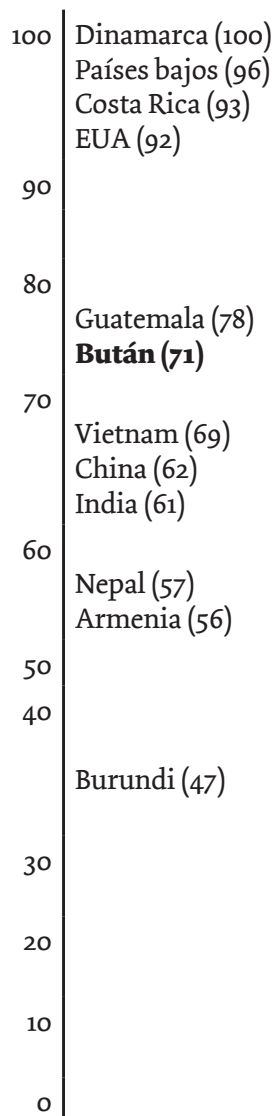 100 Dinamarca (100)
Países bajos (96)
Costa Rica (93)
EUA (92)
90
80
Guatemala (78)
Bután (71)
70
Vietnam (69)
China (62)
India (61)
60
Nepal (57)
Armenia (56)
50
40
Burundi (47)
30
20
10
0